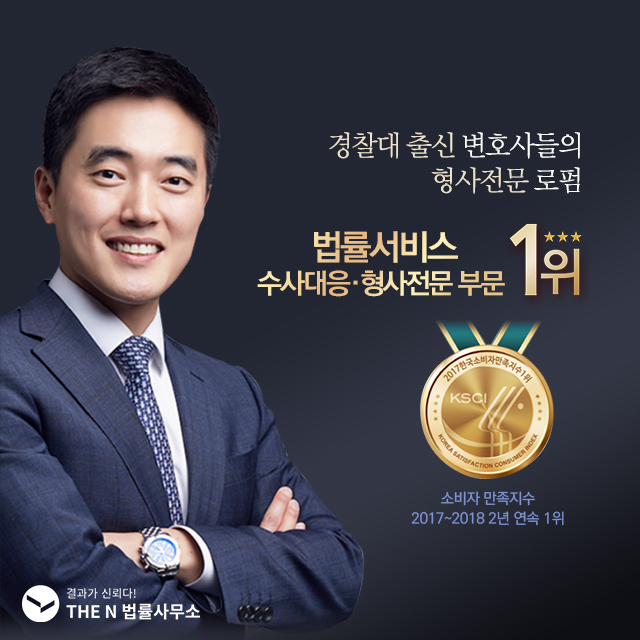 경찰대 출신 변호사들의
형사전문 로펌
법률서비스
수사대응·형사전문 부문
1위
2017한국소비자만족지수1위
KSCI
KOREA SATISFACTION CONSUMER INDEX
소비자 만족지수
2017~2018 2년 연속 1위
결과가 신뢰다!
THE N 법률사무소